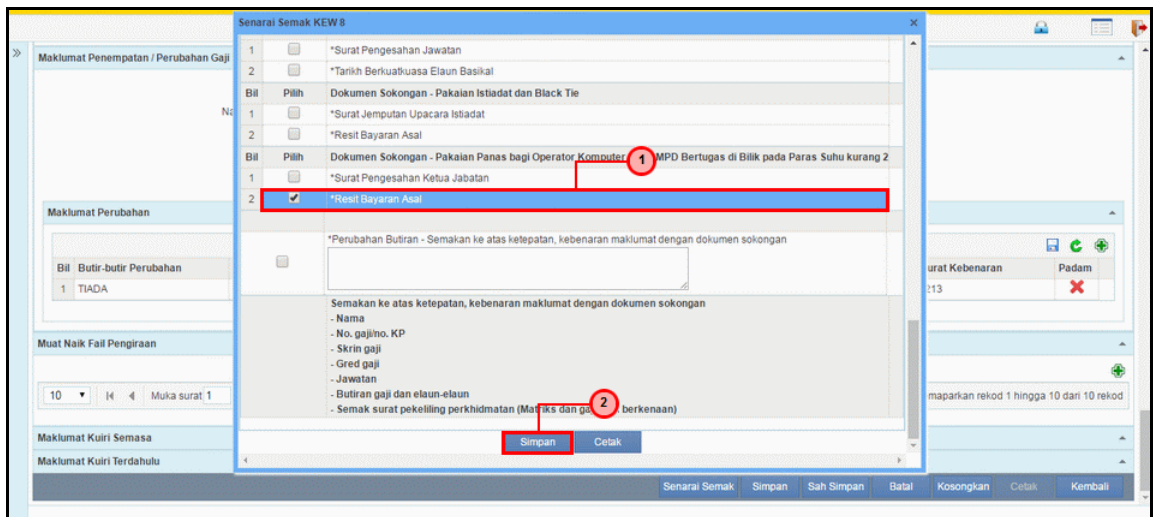 Senarai Semak KEW 8
Maklumat Penempatan / Perubahan Gaji
1 *Surat Pengesahan Jawatan
2 *Tarikh Berkuatkuasa Elaun Basikal
Bil Pilih Dokumen Sokongan - Pakaian Istiadat dan Black Tie
1 *Surat Jemputan Upacara Istiadat
2 *Resit Bayaran Asal
Bil Pilih Dokumen Sokongan - Pakaian Panas bagi Operator Komputer MPD Bertugas di Bilik pada Paras Suhu kurang 2
1
1 *Surat Pengesahan Ketua Jabatan
2 *Resit Bayaran Asal
Maklumat Perubahan
*Perubahan Butiran - Semakan ke atas ketepatan, kebenaran maklumat dengan dokumen sokongan
Bil Butir-butir Perubahan urat Kebenaran Padam
1 TIADA 213
Semakan ke atas ketepatan, kebenaran maklumat dengan dokumen sokongan
- Nama
- No. gaji/no. KP
- Skrin gaji
- Gred gaji
- Jawatan
- Butiran gaji dan elaun-elaun
- Semak surat pekeliling perkhidmatan (Matriks dan berkenaan)
2
Simpan Cetak
Muat Naik Fail Pengiraan
10 Muka surat 1 maparkan rekod 1 hingga 10 dari 10 rekod
Maklumat Kuiri Semasa
Maklumat Kuiri Terdahulu
Senarai Semak Simpan Sah Simpan Batal Kosongkan Cetak Kembali